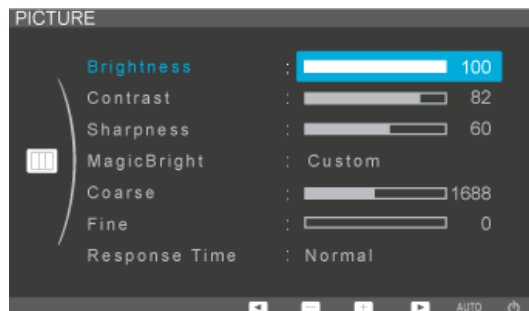 PICTURE
Brightness : 100
Contrast : 82
Sharpness : 60
MagicBright : Custom
Coarse : 1688
Fine : 0
Response Time : Normal
AUTO